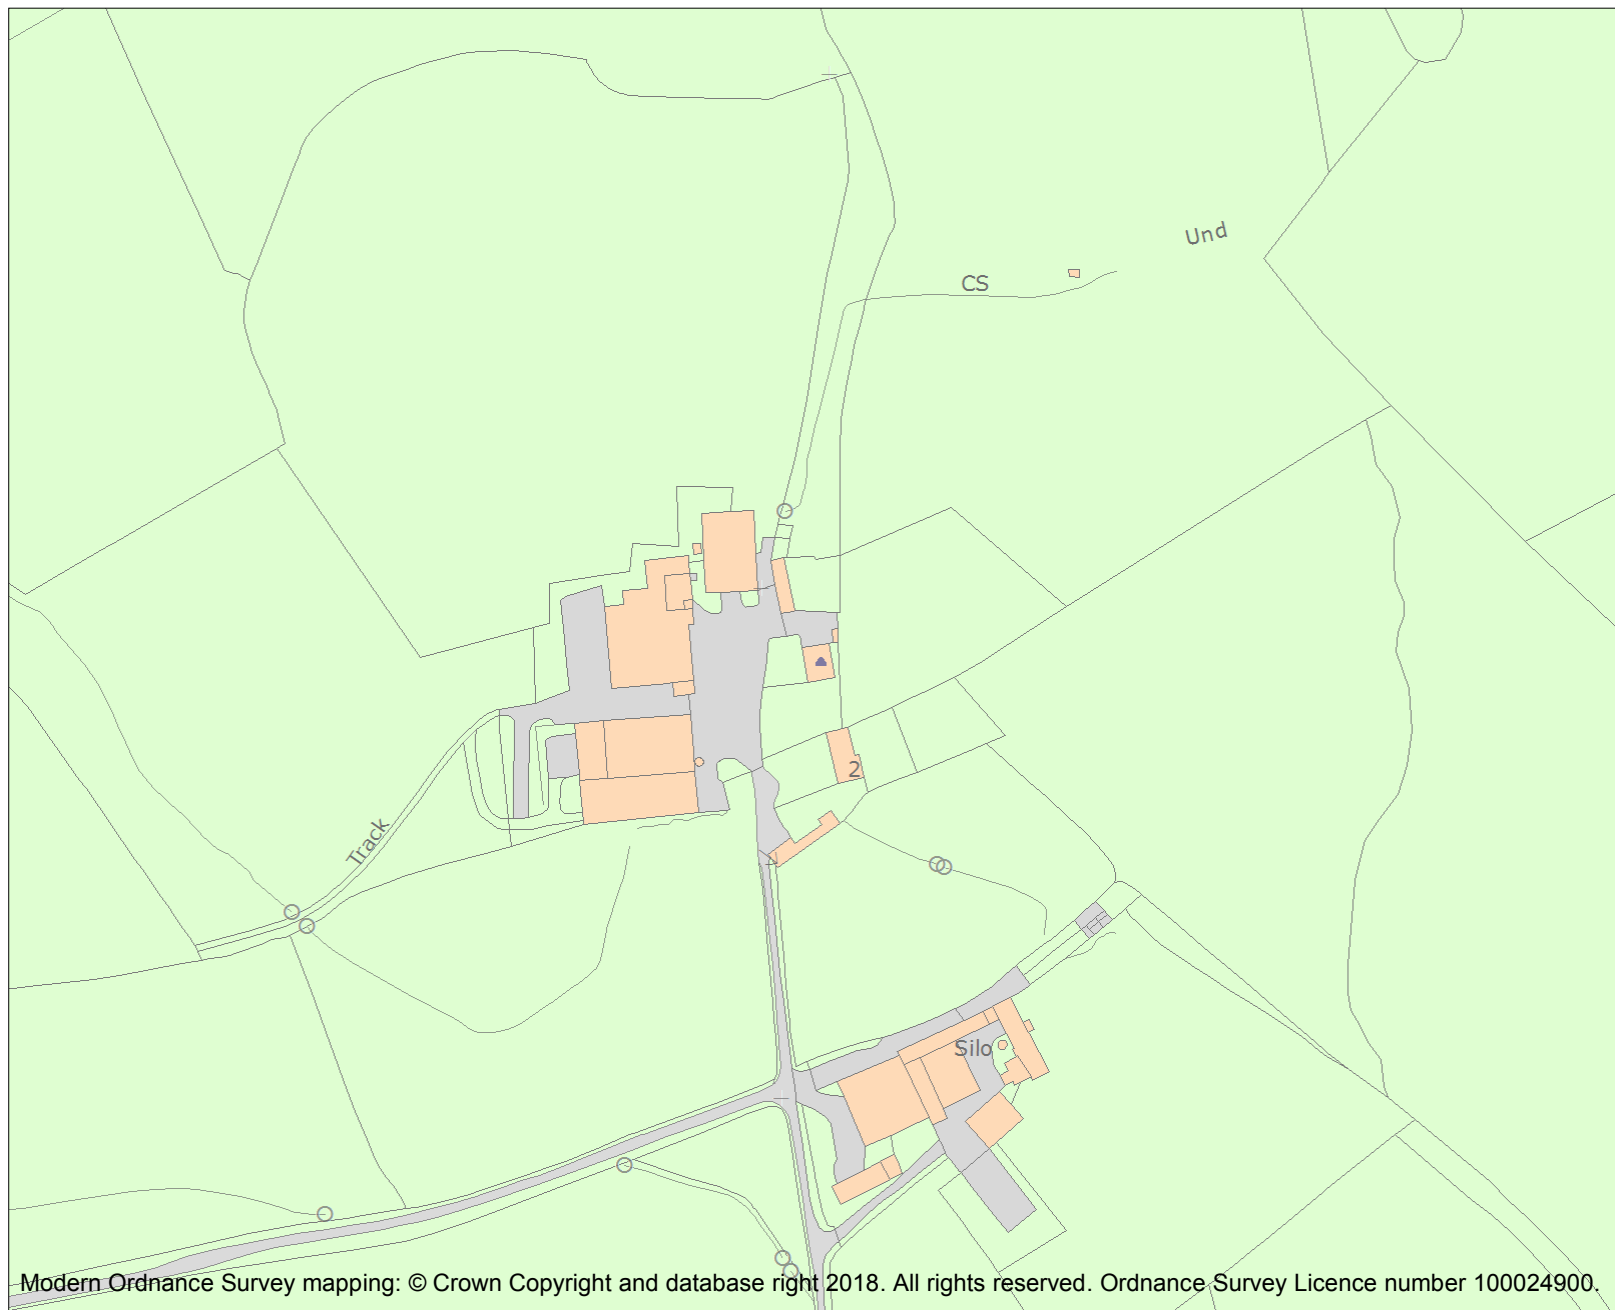 Und
CS
2
Track
Silo
Modern Ordnance Survey mapping: © Crown Copyright and database right 2018. All rights reserved. Ordnance Survey Licence number 100024900.